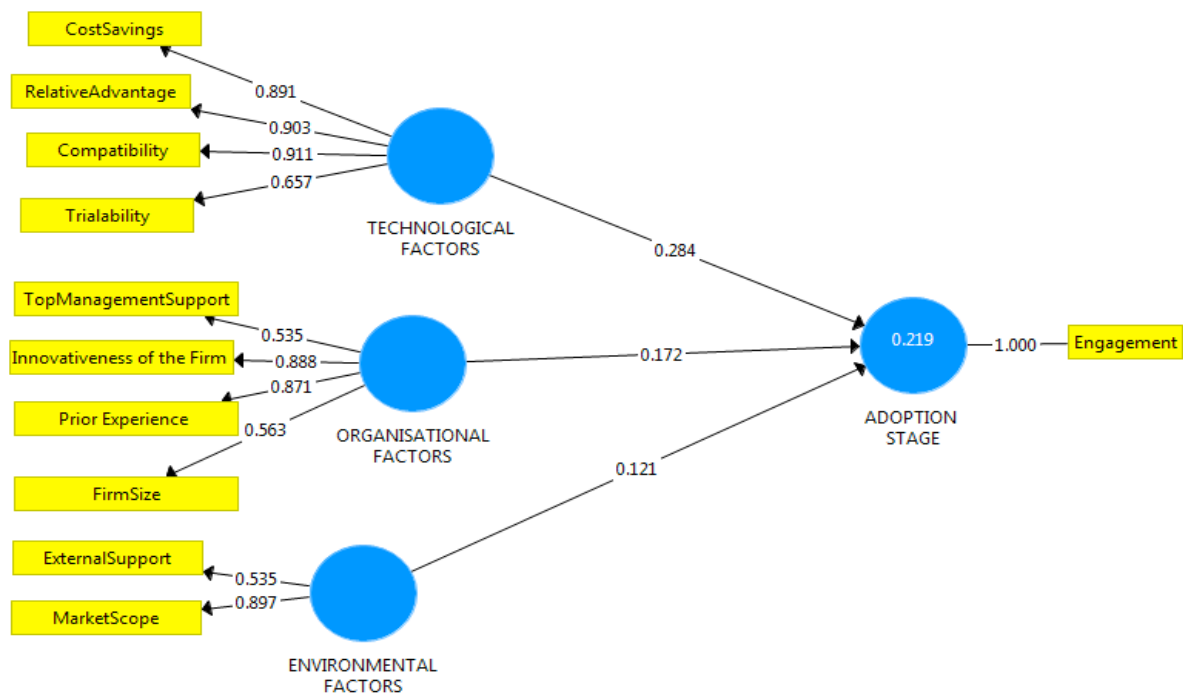 CostSavings
RelativeAdvantage
Compatibility
Trialability
0.891
0.903
0.911
0.657
TECHNOLOGICAL
FACTORS
0.284
TopManagementSupport
Innovativeness of the Firm
Prior Experience
FirmSize
0.535
0.888
0.871
0.563
ORGANISATIONAL
FACTORS
0.172
0.219
1.000
Engagement
ADOPTION
STAGE
ExternalSupport
MarketScope
0.535
0.897
ENVIRONMENTAL
FACTORS
0.121